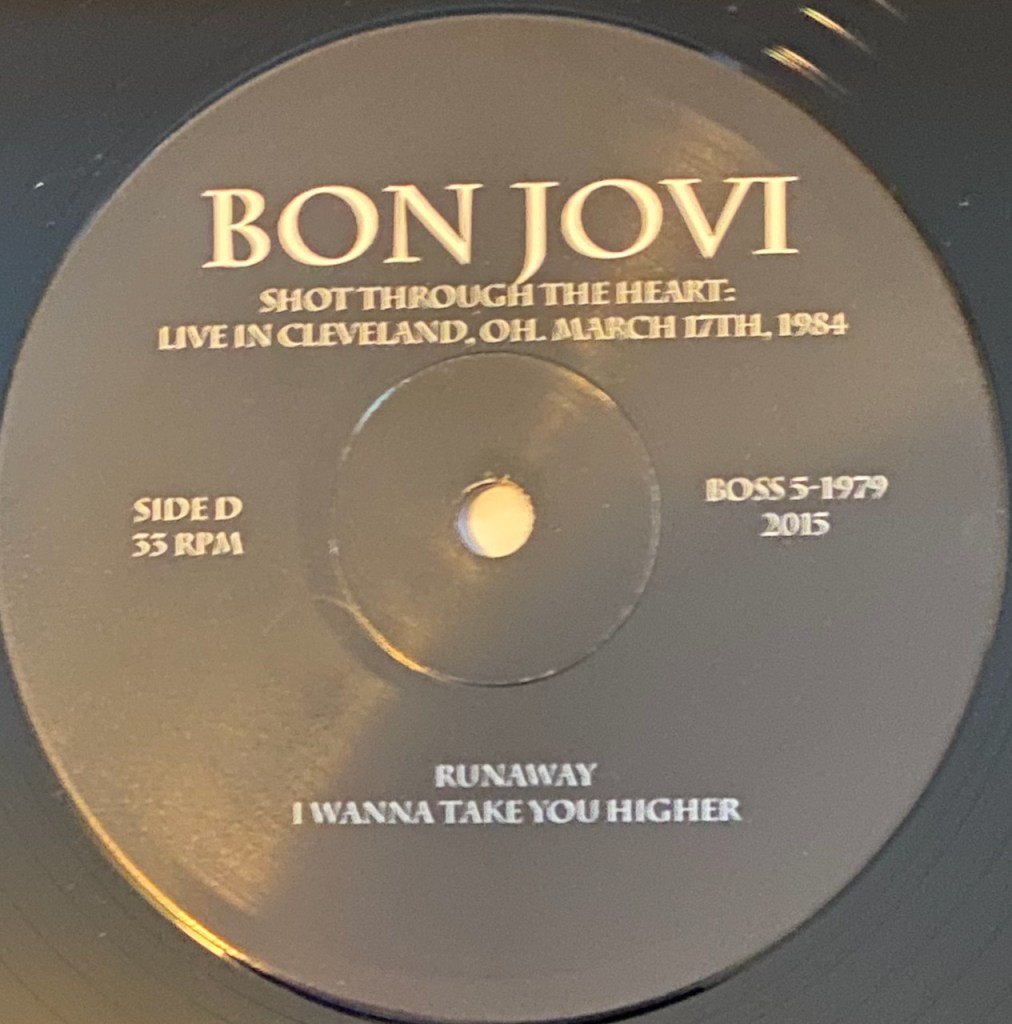 BON JOVI
SHOT THROUGH THE HEART:
LIVE IN CLEVELAND, OH. MARCH 17TH, 1984
SIDE D
33 RPM
BOSS 5-1979
2015
RUNAWAY
I WANNA TAKE YOU HIGHER